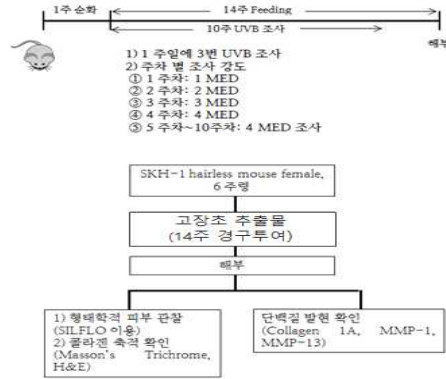 1주 순화
14주 Feeding
10주 UVB 조사
해부
1) 1 주일에 3번 UVB 조사
2) 주차 별 조사 강도
① 1 주차: 1 MED
② 2 주차: 2 MED
③ 3 주차: 3 MED
④ 4 주차: 4 MED
⑤ 5 주차~10주차: 4 MED 조사
SKH-1 hairless mouse female,
6 주령
고장초 추출물
(14주 경구투여)
해부
1) 형태학적 피부 관찰
(SILFLO 이용)
2) 콜라겐 축적 확인
(Masson's Trichrome,
H&E)
단백질 발현 확인
(Collagen 1A, MMP-1,
MMP-13)